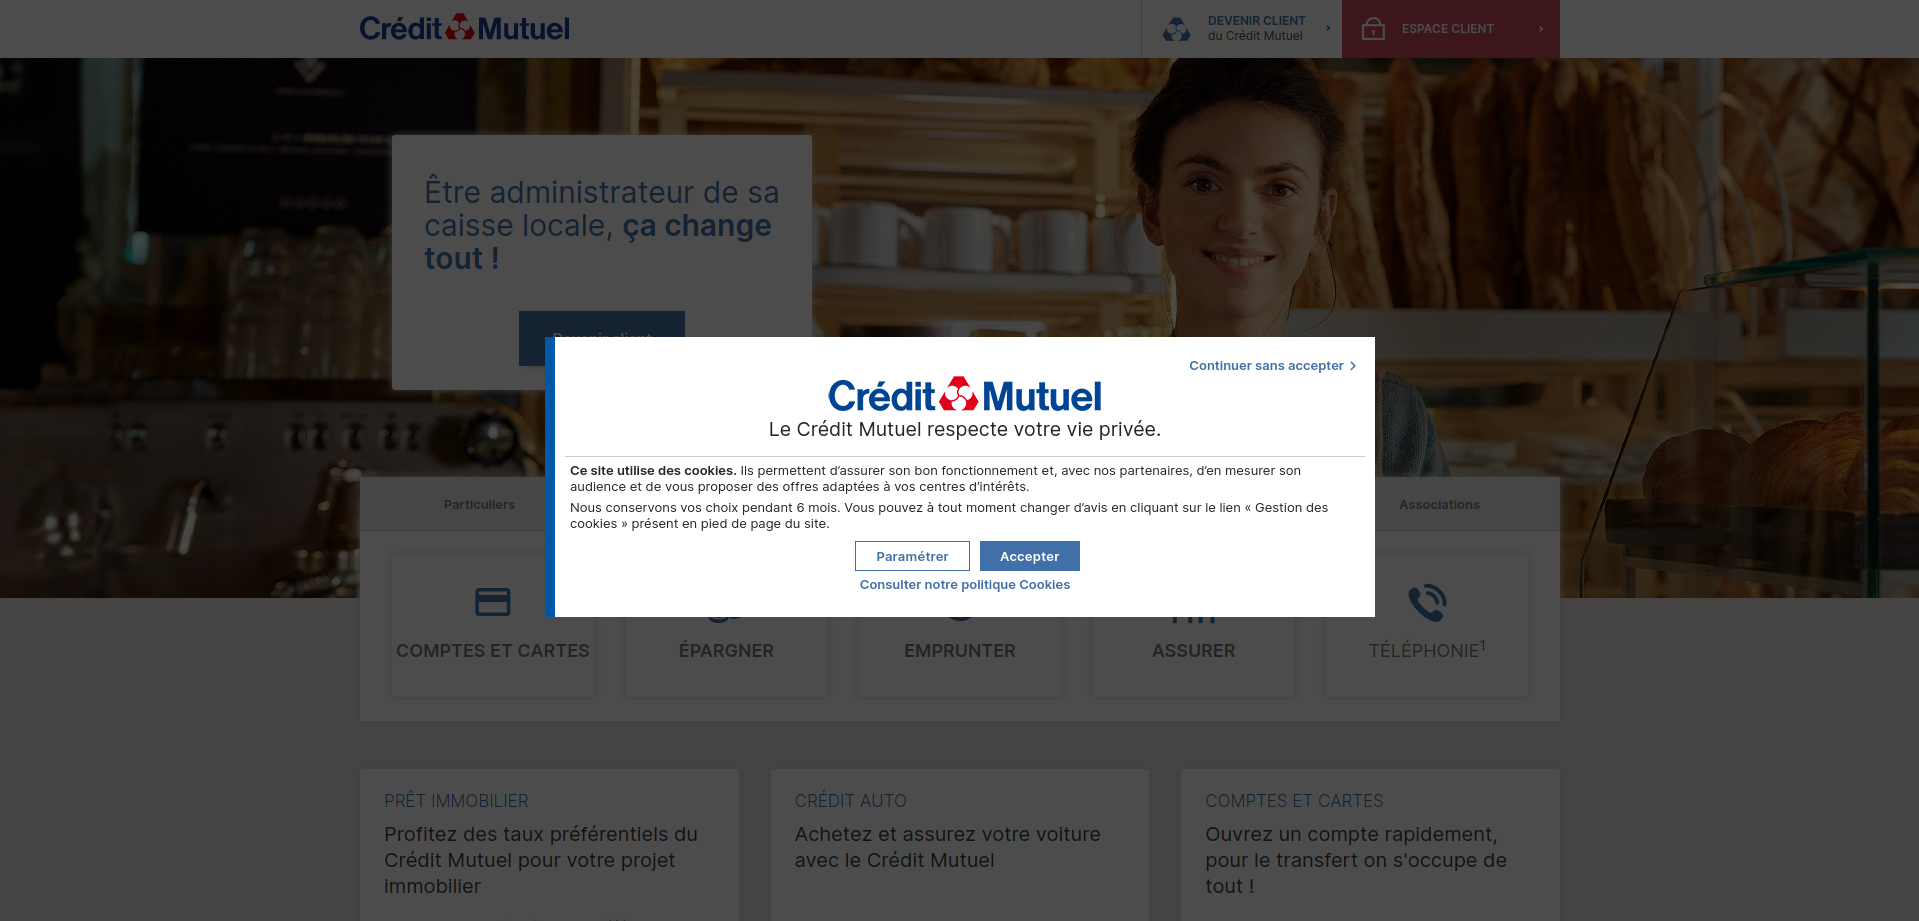 Crédit Mutuel
DEVENIR CLIENT
du Crédit Mutuel
ESPACE CLIENT
Être administrateur de sa
caisse locale, ça change
tout !
Devenir client
Continuer sans accepter
Crédit Mutuel
Le Crédit Mutuel respecte votre vie privée.
Ce site utilise des cookies. Ils permettent d’assurer son bon fonctionnement et, avec nos partenaires, d’en mesurer son
audience et de vous proposer des offres adaptées à vos centres d’intérêts.
Nous conservons vos choix pendant 6 mois. Vous pouvez à tout moment changer d’avis en cliquant sur le lien « Gestion des
cookies » présent en pied de page du site.
Paramétrer
Accepter
Consulter notre politique Cookies
Particuliers
Associations
COMPTES ET CARTES
ÉPARGNER
EMPRUNTER
ASSURER
TÉLÉPHONIE¹
PRÊT IMMOBILIER
Profitez des taux préférentiels du
Crédit Mutuel pour votre projet
immobilier
CRÉDIT AUTO
Achetez et assurez votre voiture
avec le Crédit Mutuel
COMPTES ET CARTES
Ouvrez un compte rapidement,
pour le transfert on s'occupe de
tout !